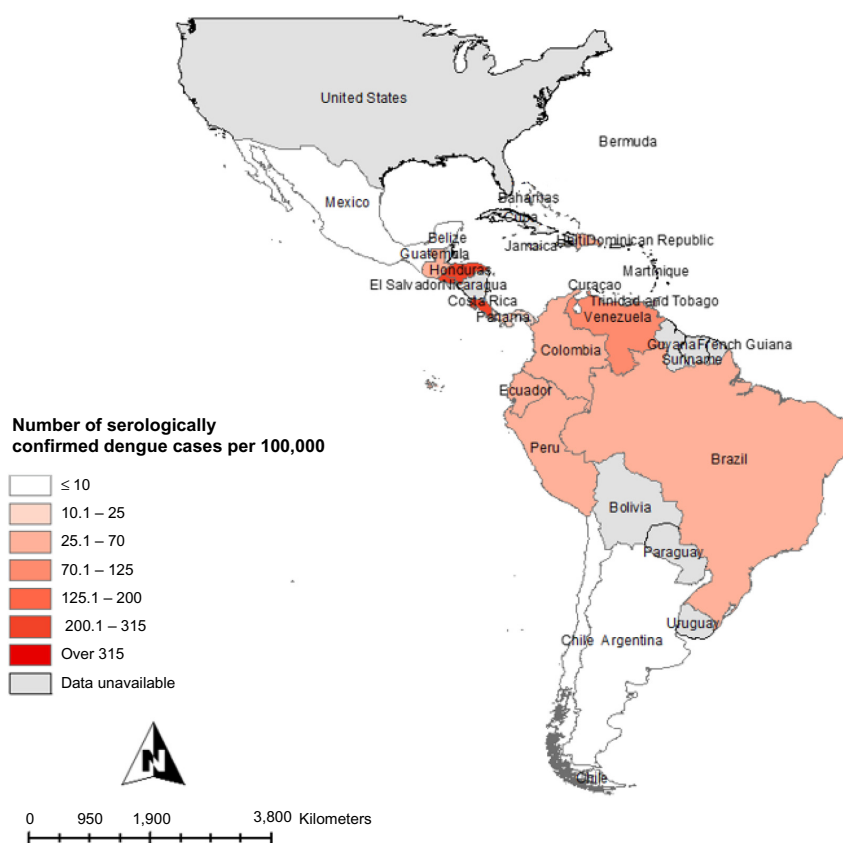 United States
Bermuda
Mexico
Bahamas
Cuba
Belize
Jamaica
Haiti Dominican Republic
Guatemala
Honduras
Martinique
El Salvador Nicaragua
Curaçao
Costa Rica
Trinidad and Tobago
Panama
Venezuela
Guyana French Guiana
Colombia
Suriname
Ecuador
Peru
Brazil
Bolivia
Paraguay
Uruguay
Chile Argentina
Chile
Number of serologically
confirmed dengue cases per 100,000
≤ 10
10.1 – 25
25.1 – 70
70.1 – 125
125.1 – 200
200.1 – 315
Over 315
Data unavailable
N
0 950 1,900 3,800 Kilometers